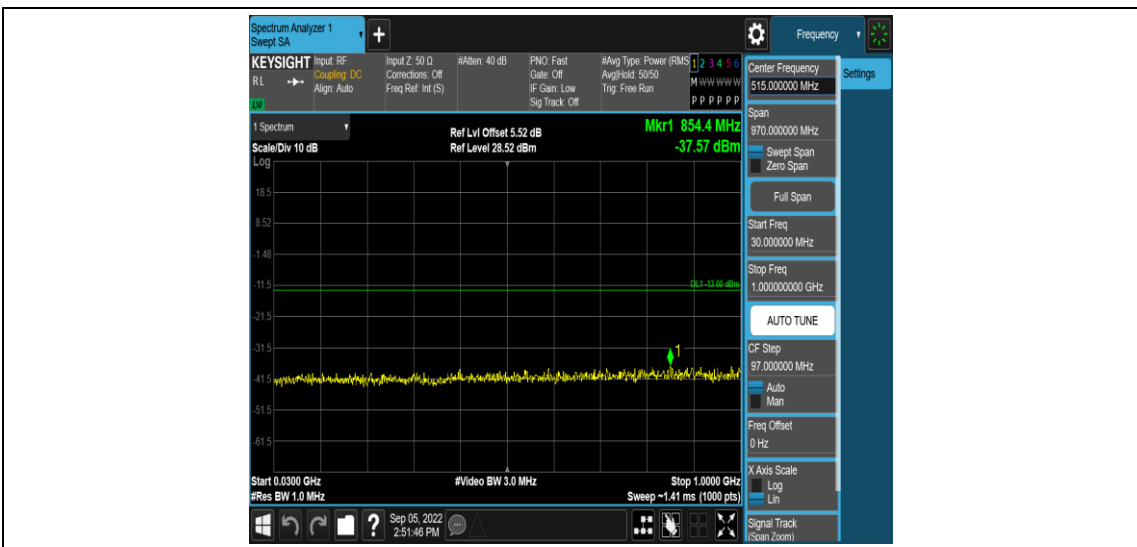 Spectrum Analyzer 1
Swept SA
+
Frequency
KEYSIGHT
RL
LXI
Input: RF
Coupling: DC
Align: Auto
Input Z: 50 Ω
Corrections: Off
Freq Ref: Int (S)
#Atten: 40 dB
PNO: Fast
Gate: Off
IF Gain: Low
Sig Track: Off
#Avg Type: Power (RMS
Avg|Hold: 50/50
Trig: Free Run
1 2 3 4 5 6
M W W W W W
P P P P P P
Center Frequency
515.000000 MHz
Settings
1 Spectrum
Scale/Div 10 dB
Ref Lvl Offset 5.52 dB
Ref Level 28.52 dBm
Mkr1 854.4 MHz
-37.57 dBm
Span
970.000000 MHz
Swept Span
Zero Span
Full Span
Start Freq
30.000000 MHz
Stop Freq
1.000000000 GHz
AUTO TUNE
CF Step
97.000000 MHz
Auto
Man
Freq Offset
0 Hz
X Axis Scale
Log
Lin
Signal Track
(Span Zoom)
Log
18.5
8.52
-1.48
-11.5
DL1 -13.00 dBm
-21.5
-31.5
1
-41.5
-51.5
-61.5
Start 0.0300 GHz
#Video BW 3.0 MHz
Stop 1.0000 GHz
#Res BW 1.0 MHz
Sweep ~1.41 ms (1000 pts)
?
Sep 05, 2022
2:51:46 PM